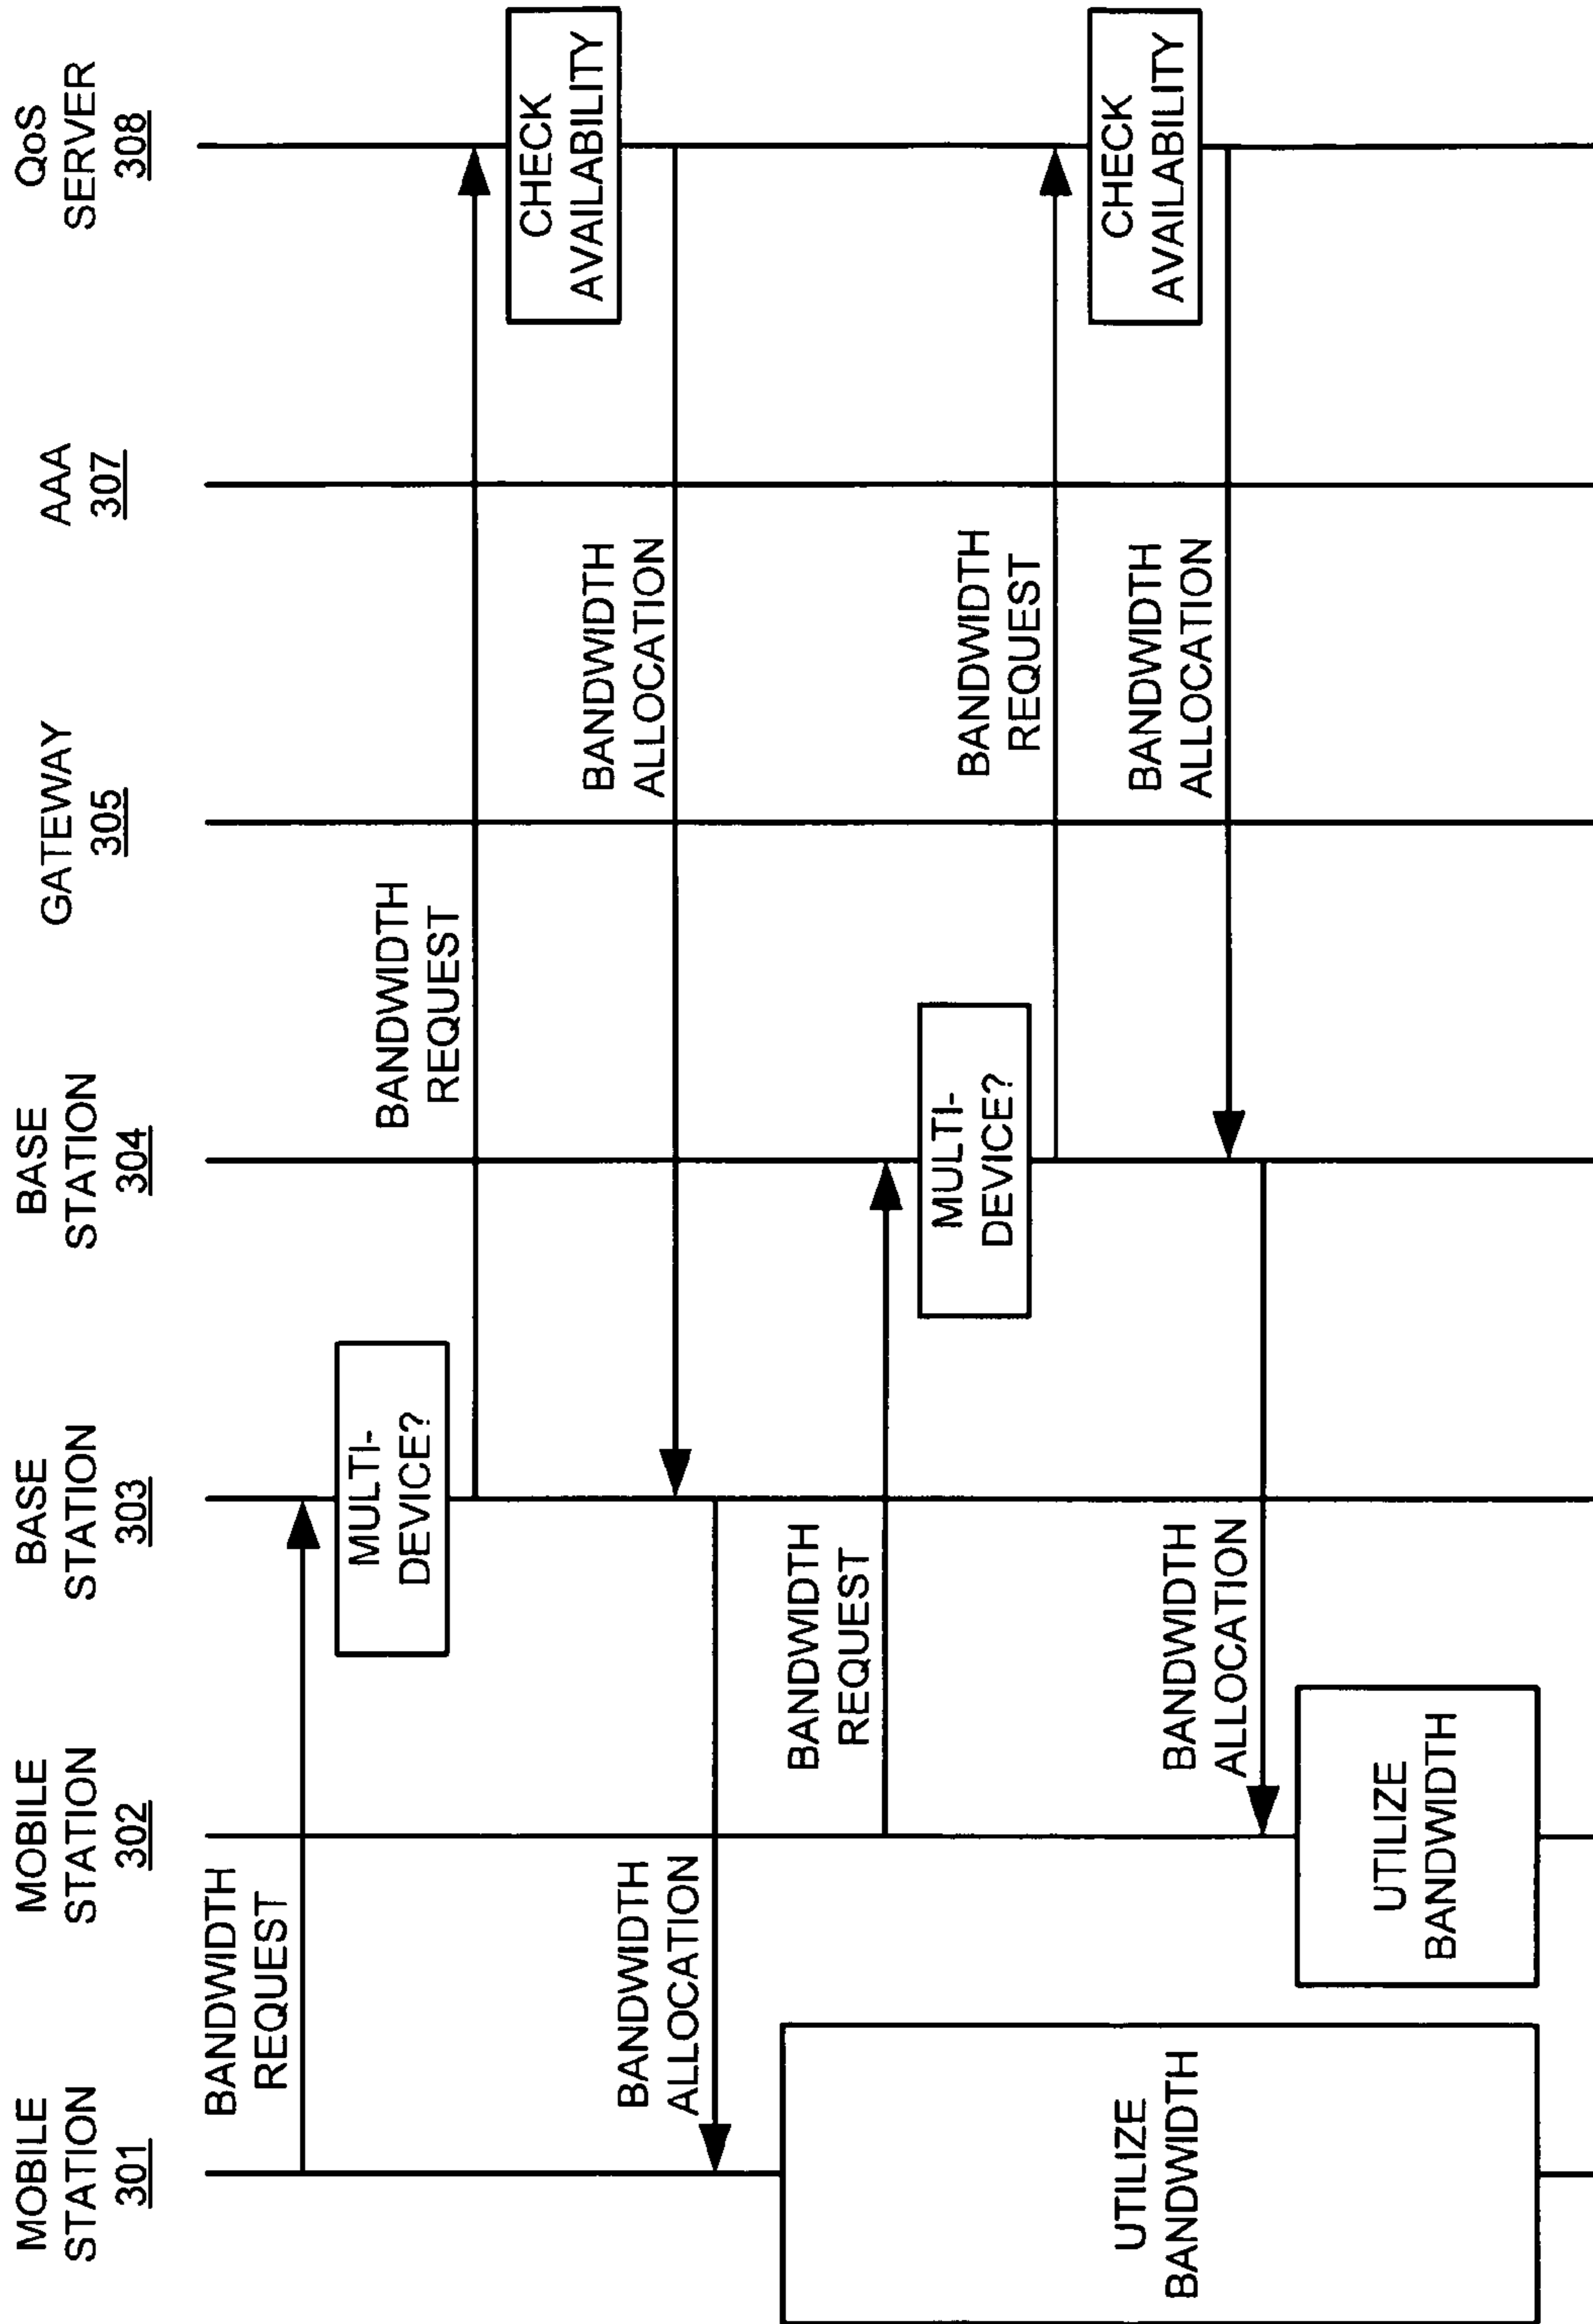 MOBILE
STATION
301
MOBILE
STATION
302
BASE
STATION
303
BASE
STATION
304
GATEWAY
305
AAA
307
QoS
SERVER
308
BANDWIDTH
REQUEST
MULTI-
DEVICE?
BANDWIDTH
REQUEST
CHECK
AVAILABILITY
BANDWIDTH
ALLOCATION
BANDWIDTH
ALLOCATION
BANDWIDTH
REQUEST
MULTI-
DEVICE?
BANDWIDTH
REQUEST
CHECK
AVAILABILITY
BANDWIDTH
ALLOCATION
BANDWIDTH
ALLOCATION
UTILIZE
BANDWIDTH
UTILIZE
BANDWIDTH